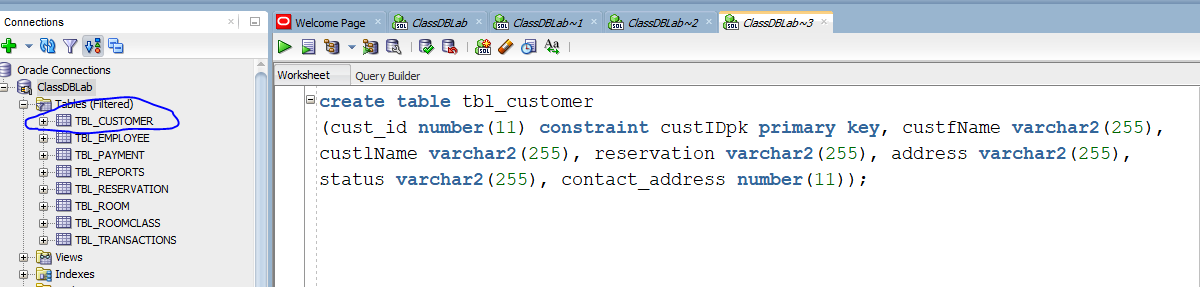 Connections
Oracle Connections
ClassDBLab
Tables (Filtered)
TBL_CUSTOMER
TBL_EMPLOYEE
TBL_PAYMENT
TBL_REPORTS
TBL_RESERVATION
TBL_ROOM
TBL_ROOMCLASS
TBL_TRANSACTIONS
Views
Indexes
Welcome Page
ClassDBLab
ClassDBLab~1
ClassDBLab~2
ClassDBLab~3
Aa
Worksheet
Query Builder
create table tbl_customer
(cust_id number(11) constraint custIDpk primary key, custfName varchar2(255),
custlName varchar2(255), reservation varchar2(255), address varchar2(255),
status varchar2(255), contact_address number(11));